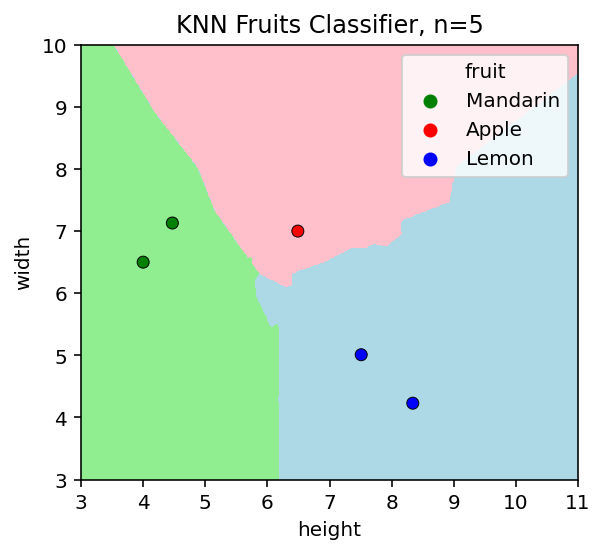 KNN Fruits Classifier, n=5
fruit
Mandarin
Apple
Lemon
width
10
9
8
7
6
5
4
3
3 4 5 6 7 8 9 10 11
height